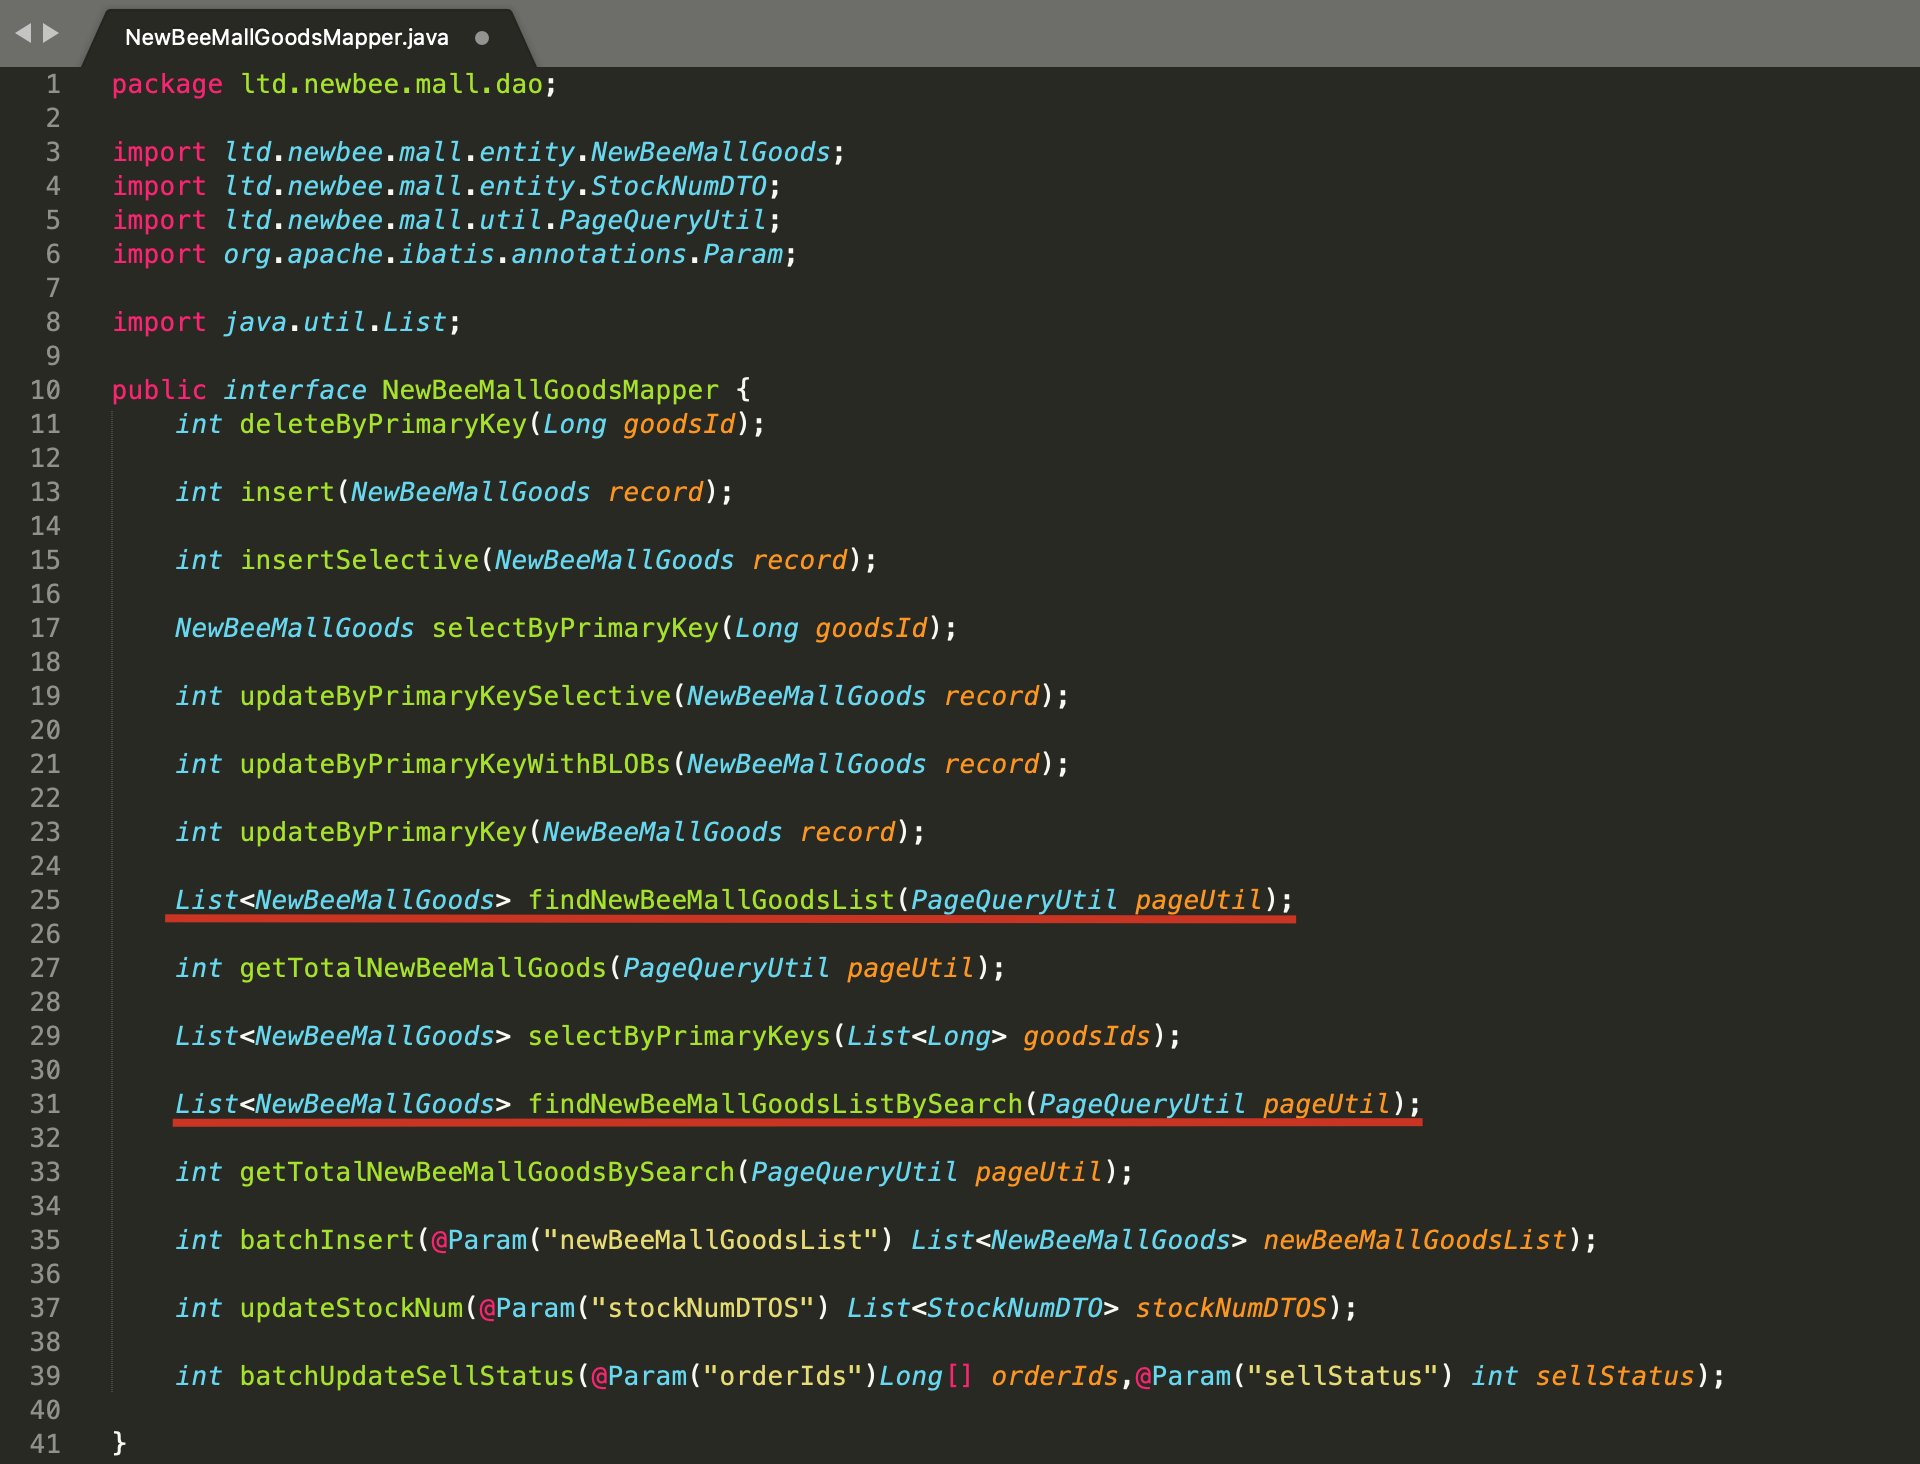 NewBeeMallGoodsMapper.java
1 package ltd.newbee.mall.dao;
2
3 import ltd.newbee.mall.entity.NewBeeMallGoods;
4 import ltd.newbee.mall.entity.StockNumDTO;
5 import ltd.newbee.mall.util.PageQueryUtil;
6 import org.apache.ibatis.annotations.Param;
7
8 import java.util.List;
9
10 public interface NewBeeMallGoodsMapper {
11     int deleteByPrimaryKey(Long goodsId);
12
13     int insert(NewBeeMallGoods record);
14
15     int insertSelective(NewBeeMallGoods record);
16
17     NewBeeMallGoods selectByPrimaryKey(Long goodsId);
18
19     int updateByPrimaryKeySelective(NewBeeMallGoods record);
20
21     int updateByPrimaryKeyWithBLOBs(NewBeeMallGoods record);
22
23     int updateByPrimaryKey(NewBeeMallGoods record);
24
25     List<NewBeeMallGoods> findNewBeeMallGoodsList(PageQueryUtil pageUtil);
26
27     int getTotalNewBeeMallGoods(PageQueryUtil pageUtil);
28
29     List<NewBeeMallGoods> selectByPrimaryKeys(List<Long> goodsIds);
30
31     List<NewBeeMallGoods> findNewBeeMallGoodsListBySearch(PageQueryUtil pageUtil);
32
33     int getTotalNewBeeMallGoodsBySearch(PageQueryUtil pageUtil);
34
35     int batchInsert(@Param("newBeeMallGoodsList") List<NewBeeMallGoods> newBeeMallGoodsList);
36
37     int updateStockNum(@Param("stockNumDTOS") List<StockNumDTO> stockNumDTOS);
38
39     int batchUpdateSellStatus(@Param("orderIds")Long[] orderIds,@Param("sellStatus") int sellStatus);
40
41 }